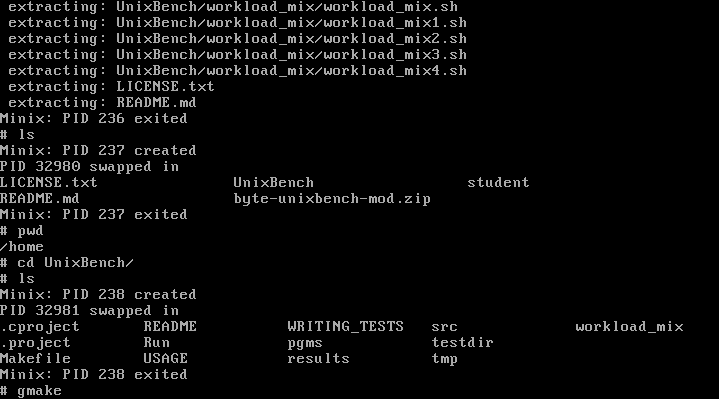 extracting: UnixBench/workload_mix/workload_mix.sh
extracting: UnixBench/workload_mix/workload_mix1.sh
extracting: UnixBench/workload_mix/workload_mix2.sh
extracting: UnixBench/workload_mix/workload_mix3.sh
extracting: UnixBench/workload_mix/workload_mix4.sh
extracting: LICENSE.txt
extracting: README.md
Minix: PID 236 exited
# ls
Minix: PID 237 created
PID 32980 swapped in
LICENSE.txt UnixBench student
README.md byte-unixbench-mod.zip
Minix: PID 237 exited
# pwd
/home
# cd UnixBench/
# ls
Minix: PID 238 created
PID 32981 swapped in
.cproject README WRITING_TESTS src workload_mix
.project Run pgms testdir
Makefile USAGE results tmp
Minix: PID 238 exited
# gmake